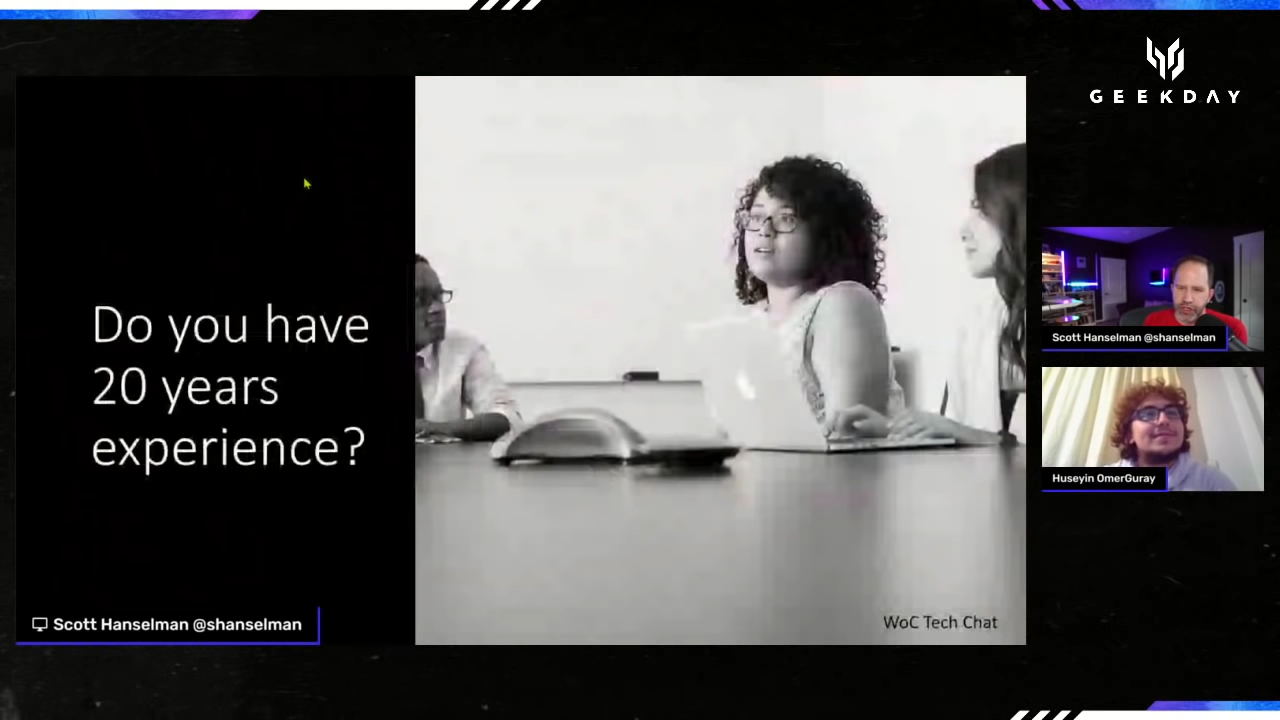 GEEKDAY
Do you have
20 years
experience?
WoC Tech Chat
Scott Hanselman @shanselman
Scott Hanselman @shanselman
Huseyin OmerGuray